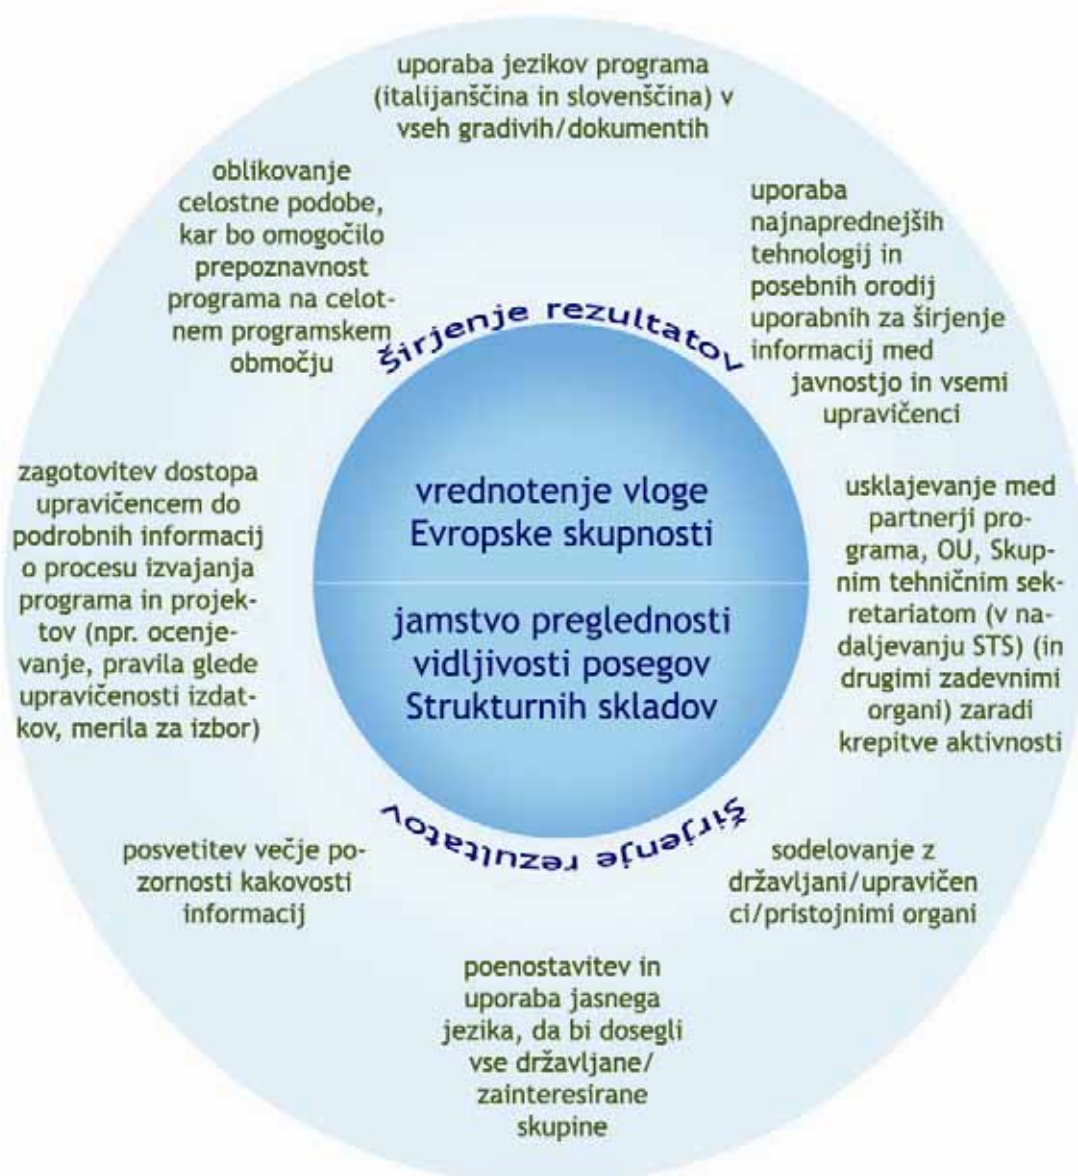 uporaba jezikov programa
(italijanščina in slovenščina) v
vseh gradivih/dokumentih
oblikovanje
celostne podobe,
kar bo omogočilo
prepoznavnost
programa na celot-
nem programskem
območju
uporaba
najnaprednejših
tehnologij in
posebnih orodij
uporabnih za širjenje
informacij med
javnostjo in vsemi
upravičenci
Širjenje rezultatov
zagotovitev dostopa
upravičencem do
podrobnih informacij
o procesu izvajanja
programa in projek-
tov (npr. ocenje-
vanje, pravila glede
upravičenosti izdat-
kov, merila za izbor)
vrednotenje vloge
Evropske skupnosti
jamstvo preglednosti
vidljivosti posegov
Strukturnih skladov
usklajevanje med
partnerji pro-
grama, OU, Skup-
nim tehničnim sek-
retariatom (v na-
daljevanju STS) (in
drugimi zadevnimi
organi) zaradi
krepitve aktivnosti
Širjenje rezultatov
posvetitev večje po-
zornosti kakovosti
informacij
sodelovanje z
državljani/upravičen
ci/pristojnimi organi
poenostavitev in
uporaba jasnega
jezika, da bi dosegli
vse državljane/
zainteresirane
skupine